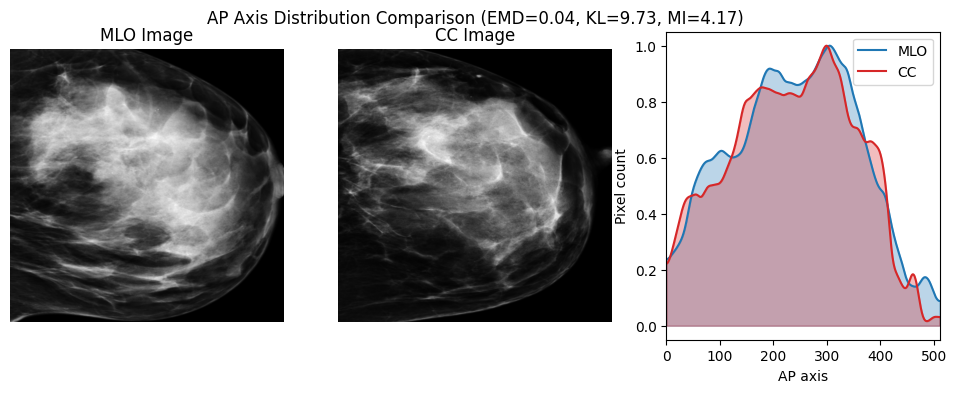 AP Axis Distribution Comparison (EMD=0.04, KL=9.73, MI=4.17)
MLO Image
CC Image
MLO
CC
Pixel count
1.0
0.8
0.6
0.4
0.2
0.0
0 100 200 300 400 500
AP axis